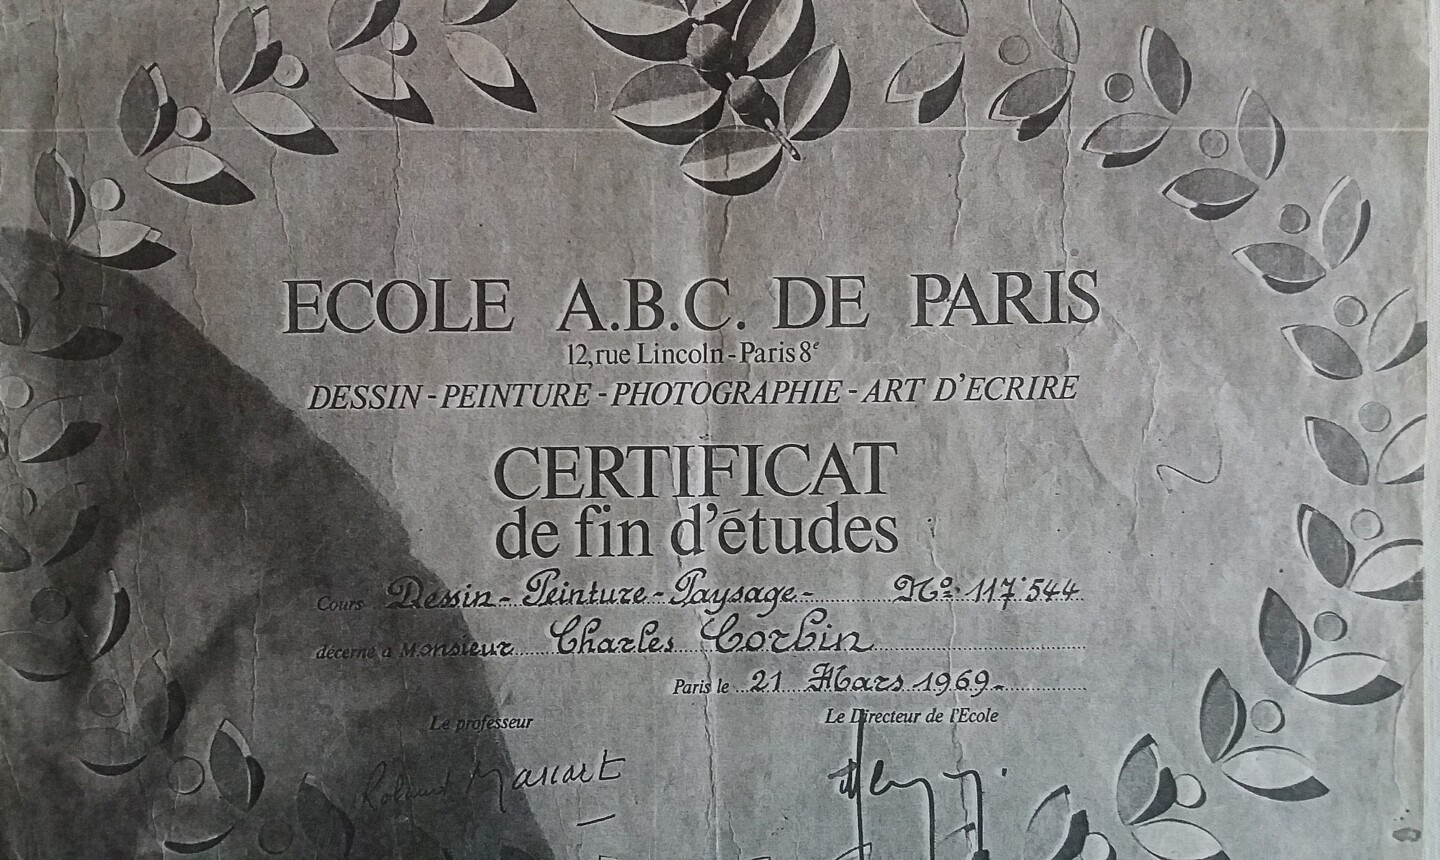 ECOLE A.B.C. DE PARIS
12, rue Lincoln - Paris 8e
DESSIN - PEINTURE - PHOTOGRAPHIE - ART D'ECRIRE
CERTIFICAT
de fin d'études
Cours Dessin - Peinture - Paysage - No. 117.544
décerné à Monsieur Charles Corbin
Paris le 21 Mars 1969
Le professeur Le Directeur de l'Ecole
Roland Mascart